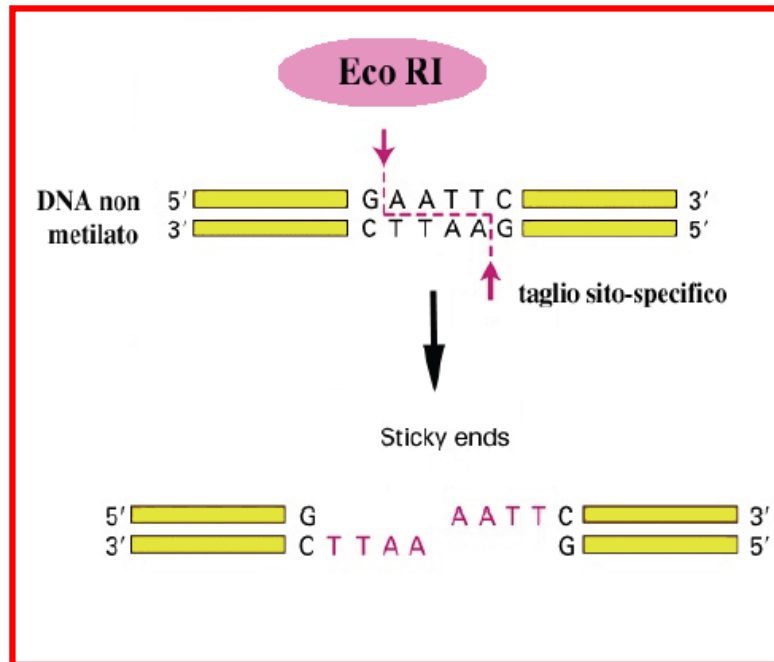 Eco RI
DNA non
metilato
5′ G A A T T C 3′
3′ C T T A A G 5′
taglio sito-specifico
Sticky ends
5′ G A A T T C 3′
3′ C T T A A G 5′